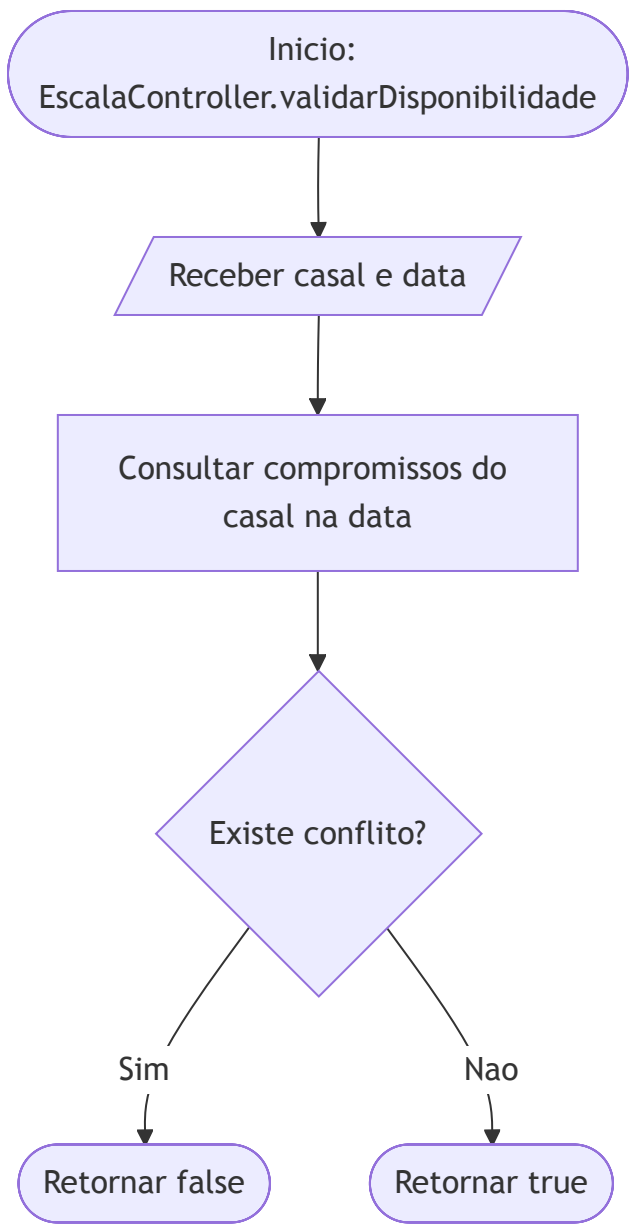 Inicio:
EscalaController.validarDisponibilidade
Receber casal e data
Consultar compromissos do
casal na data
Existe conflito?
Sim
Nao
Retornar false
Retornar true